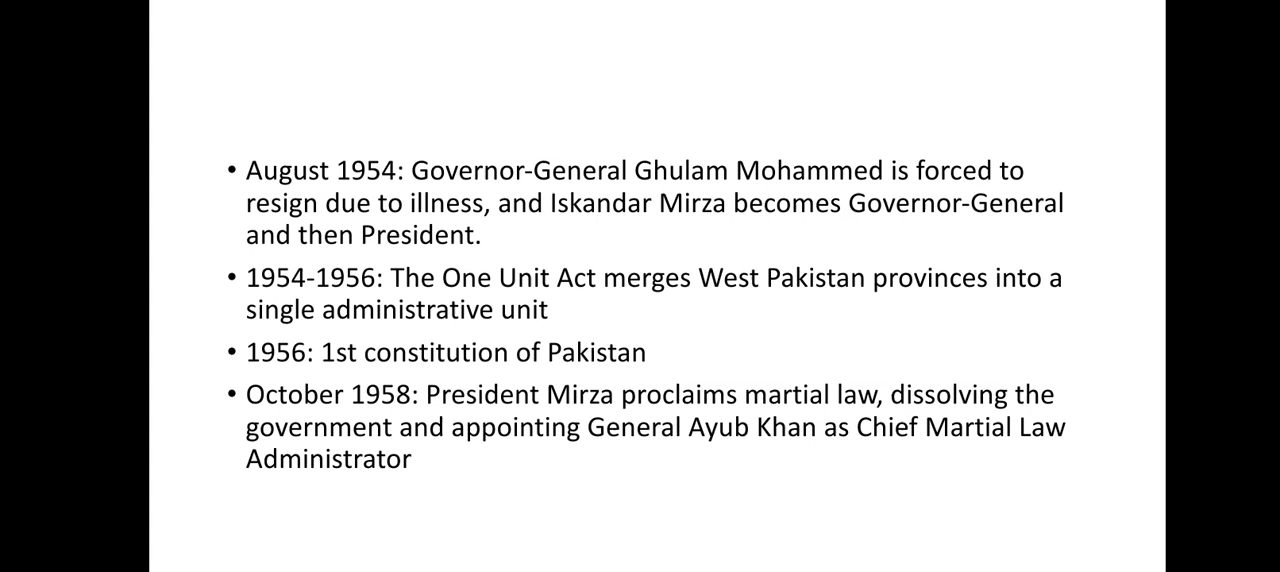 • August 1954: Governor-General Ghulam Mohammed is forced to
resign due to illness, and Iskandar Mirza becomes Governor-General
and then President.
• 1954-1956: The One Unit Act merges West Pakistan provinces into a
single administrative unit
• 1956: 1st constitution of Pakistan
• October 1958: President Mirza proclaims martial law, dissolving the
government and appointing General Ayub Khan as Chief Martial Law
Administrator